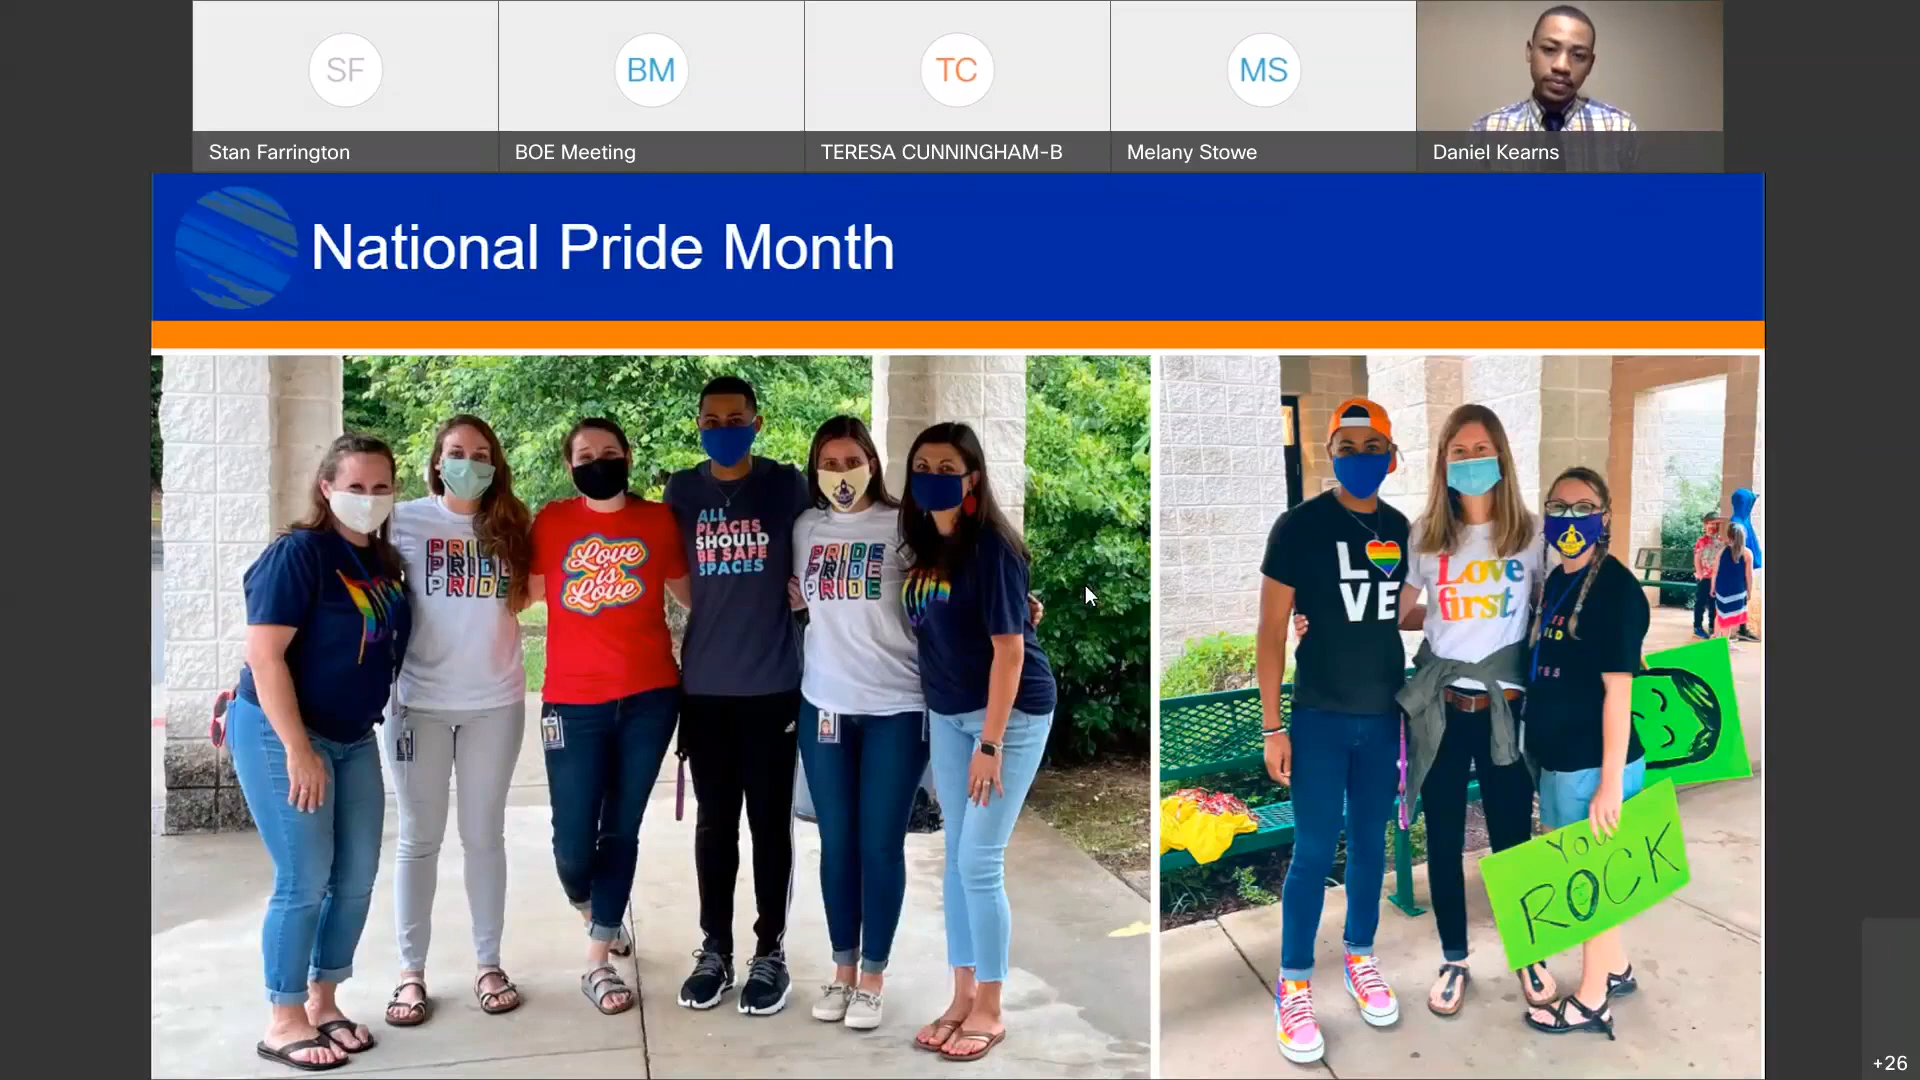 SF
BM
TC
MS
Stan Farrington
BOE Meeting
TERESA CUNNINGHAM-B
Melany Stowe
Daniel Kearns
National Pride Month
PRIDE
PRIDE
PRIDE
Love
is
Love
ALL
PLACES
SHOULD
BE SAFE
SPACES
PRIDE
PRIDE
PRIDE
LOVE
Love
first.
YOU
ROCK
+26